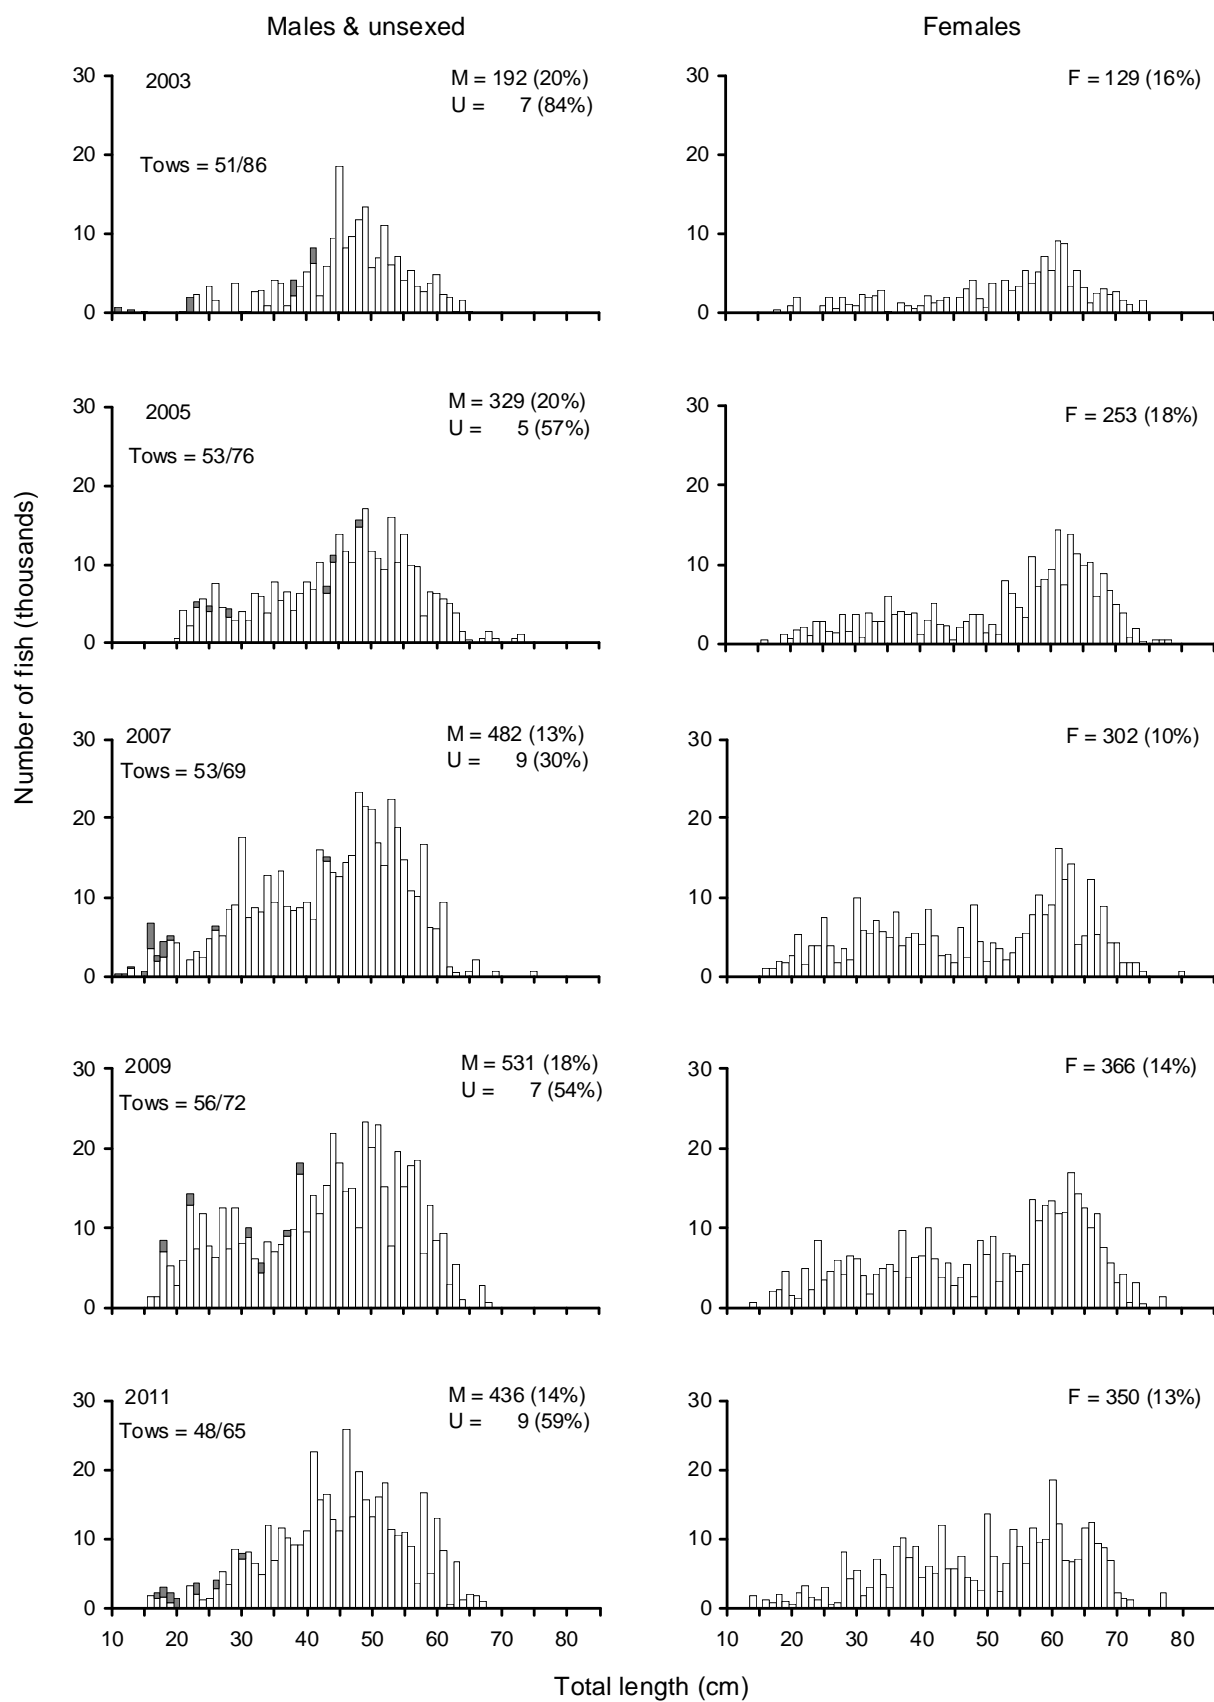 Males & unsexed
Females
Number of fish (thousands)
30
20
10
0
2003
Tows = 51/86
M = 192 (20%)
U = 7 (84%)
30
20
10
0
F = 129 (16%)
30
20
10
0
2005
Tows = 53/76
M = 329 (20%)
U = 5 (57%)
30
20
10
0
F = 253 (18%)
30
20
10
0
2007
Tows = 53/69
M = 482 (13%)
U = 9 (30%)
30
20
10
0
F = 302 (10%)
30
20
10
0
2009
Tows = 56/72
M = 531 (18%)
U = 7 (54%)
30
20
10
0
F = 366 (14%)
30
20
10
0
2011
Tows = 48/65
M = 436 (14%)
U = 9 (59%)
10 20 30 40 50 60 70 80
30
20
10
0
F = 350 (13%)
10 20 30 40 50 60 70 80
Total length (cm)